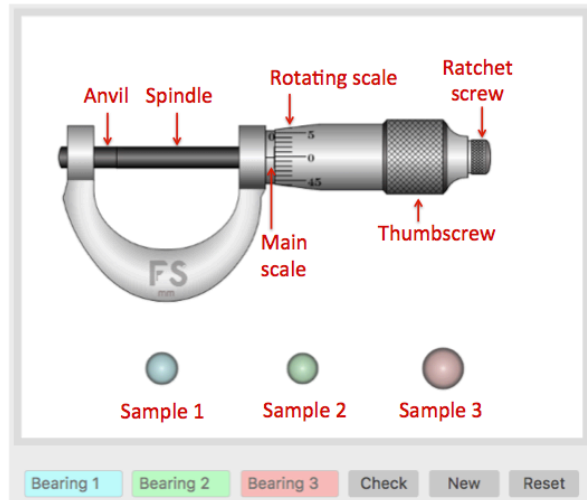 Ratchet
screw
Rotating scale
Anvil
Spindle
0
5
0
45
Thumbscrew
Main
scale
FS
mm
Sample 1
Sample 2
Sample 3
Bearing 1
Bearing 2
Bearing 3
Check
New
Reset